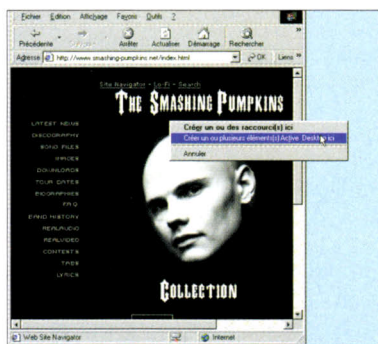 Fichier Edition Affichage Favoris Outils ?
Précédente Arrêter Actualiser Démarrage Rechercher
Adresse http://www.smashing-pumpkins.net/index.html OK Liens
Site Navigator - Lo-Fi - Search
The Smashing Pumpkins
LATEST NEWS
DISCOGRAPHY
SONG FILES
IMAGES
DOWNLOADS
TOUR DATES
BIOGRAPHIES
FAQ
BAND HISTORY
REALAUDIO
REALVIDEO
CONTESTS
TABS
LYRICS
Créer un ou des raccourci(s) ici
Créer un ou plusieurs élément(s) Active Desktop ici
Annuler
Collection
Web Site Navigator Internet